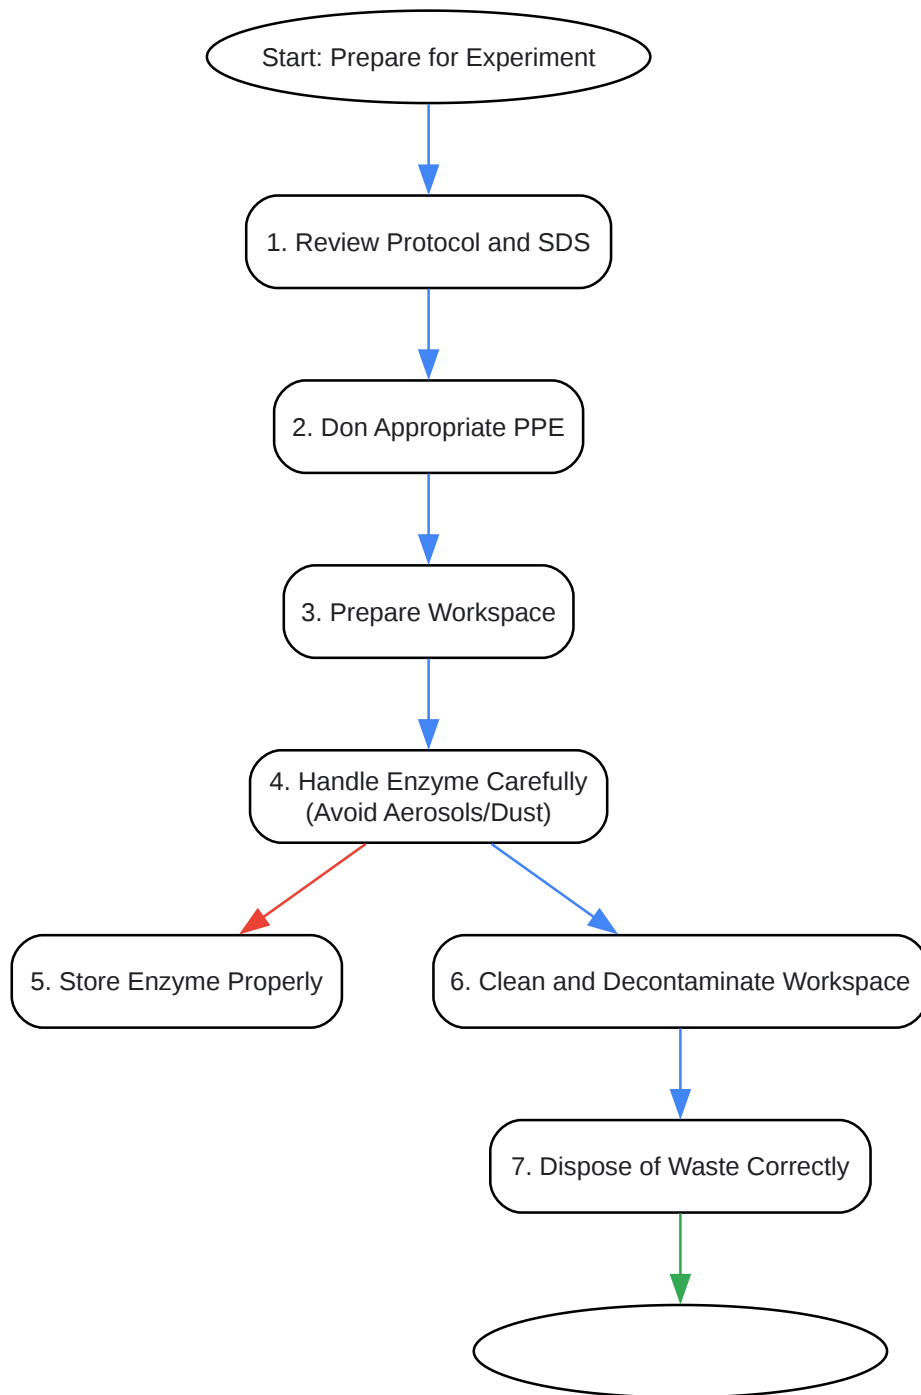 Start: Prepare for Experiment
1. Review Protocol and SDS
2. Don Appropriate PPE
3. Prepare Workspace
4. Handle Enzyme Carefully
(Avoid Aerosols/Dust)
5. Store Enzyme Properly
6. Clean and Decontaminate Workspace
7. Dispose of Waste Correctly